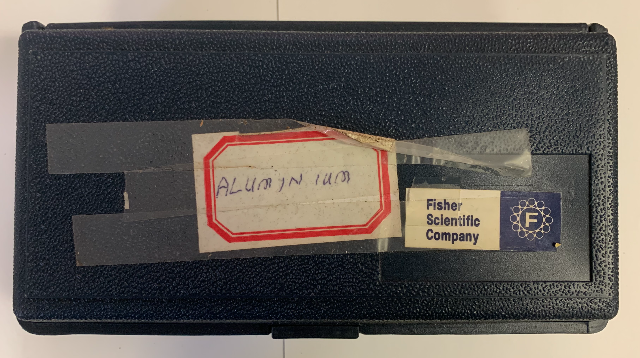 ALUMINIUM
Fisher
Scientific
Company
F